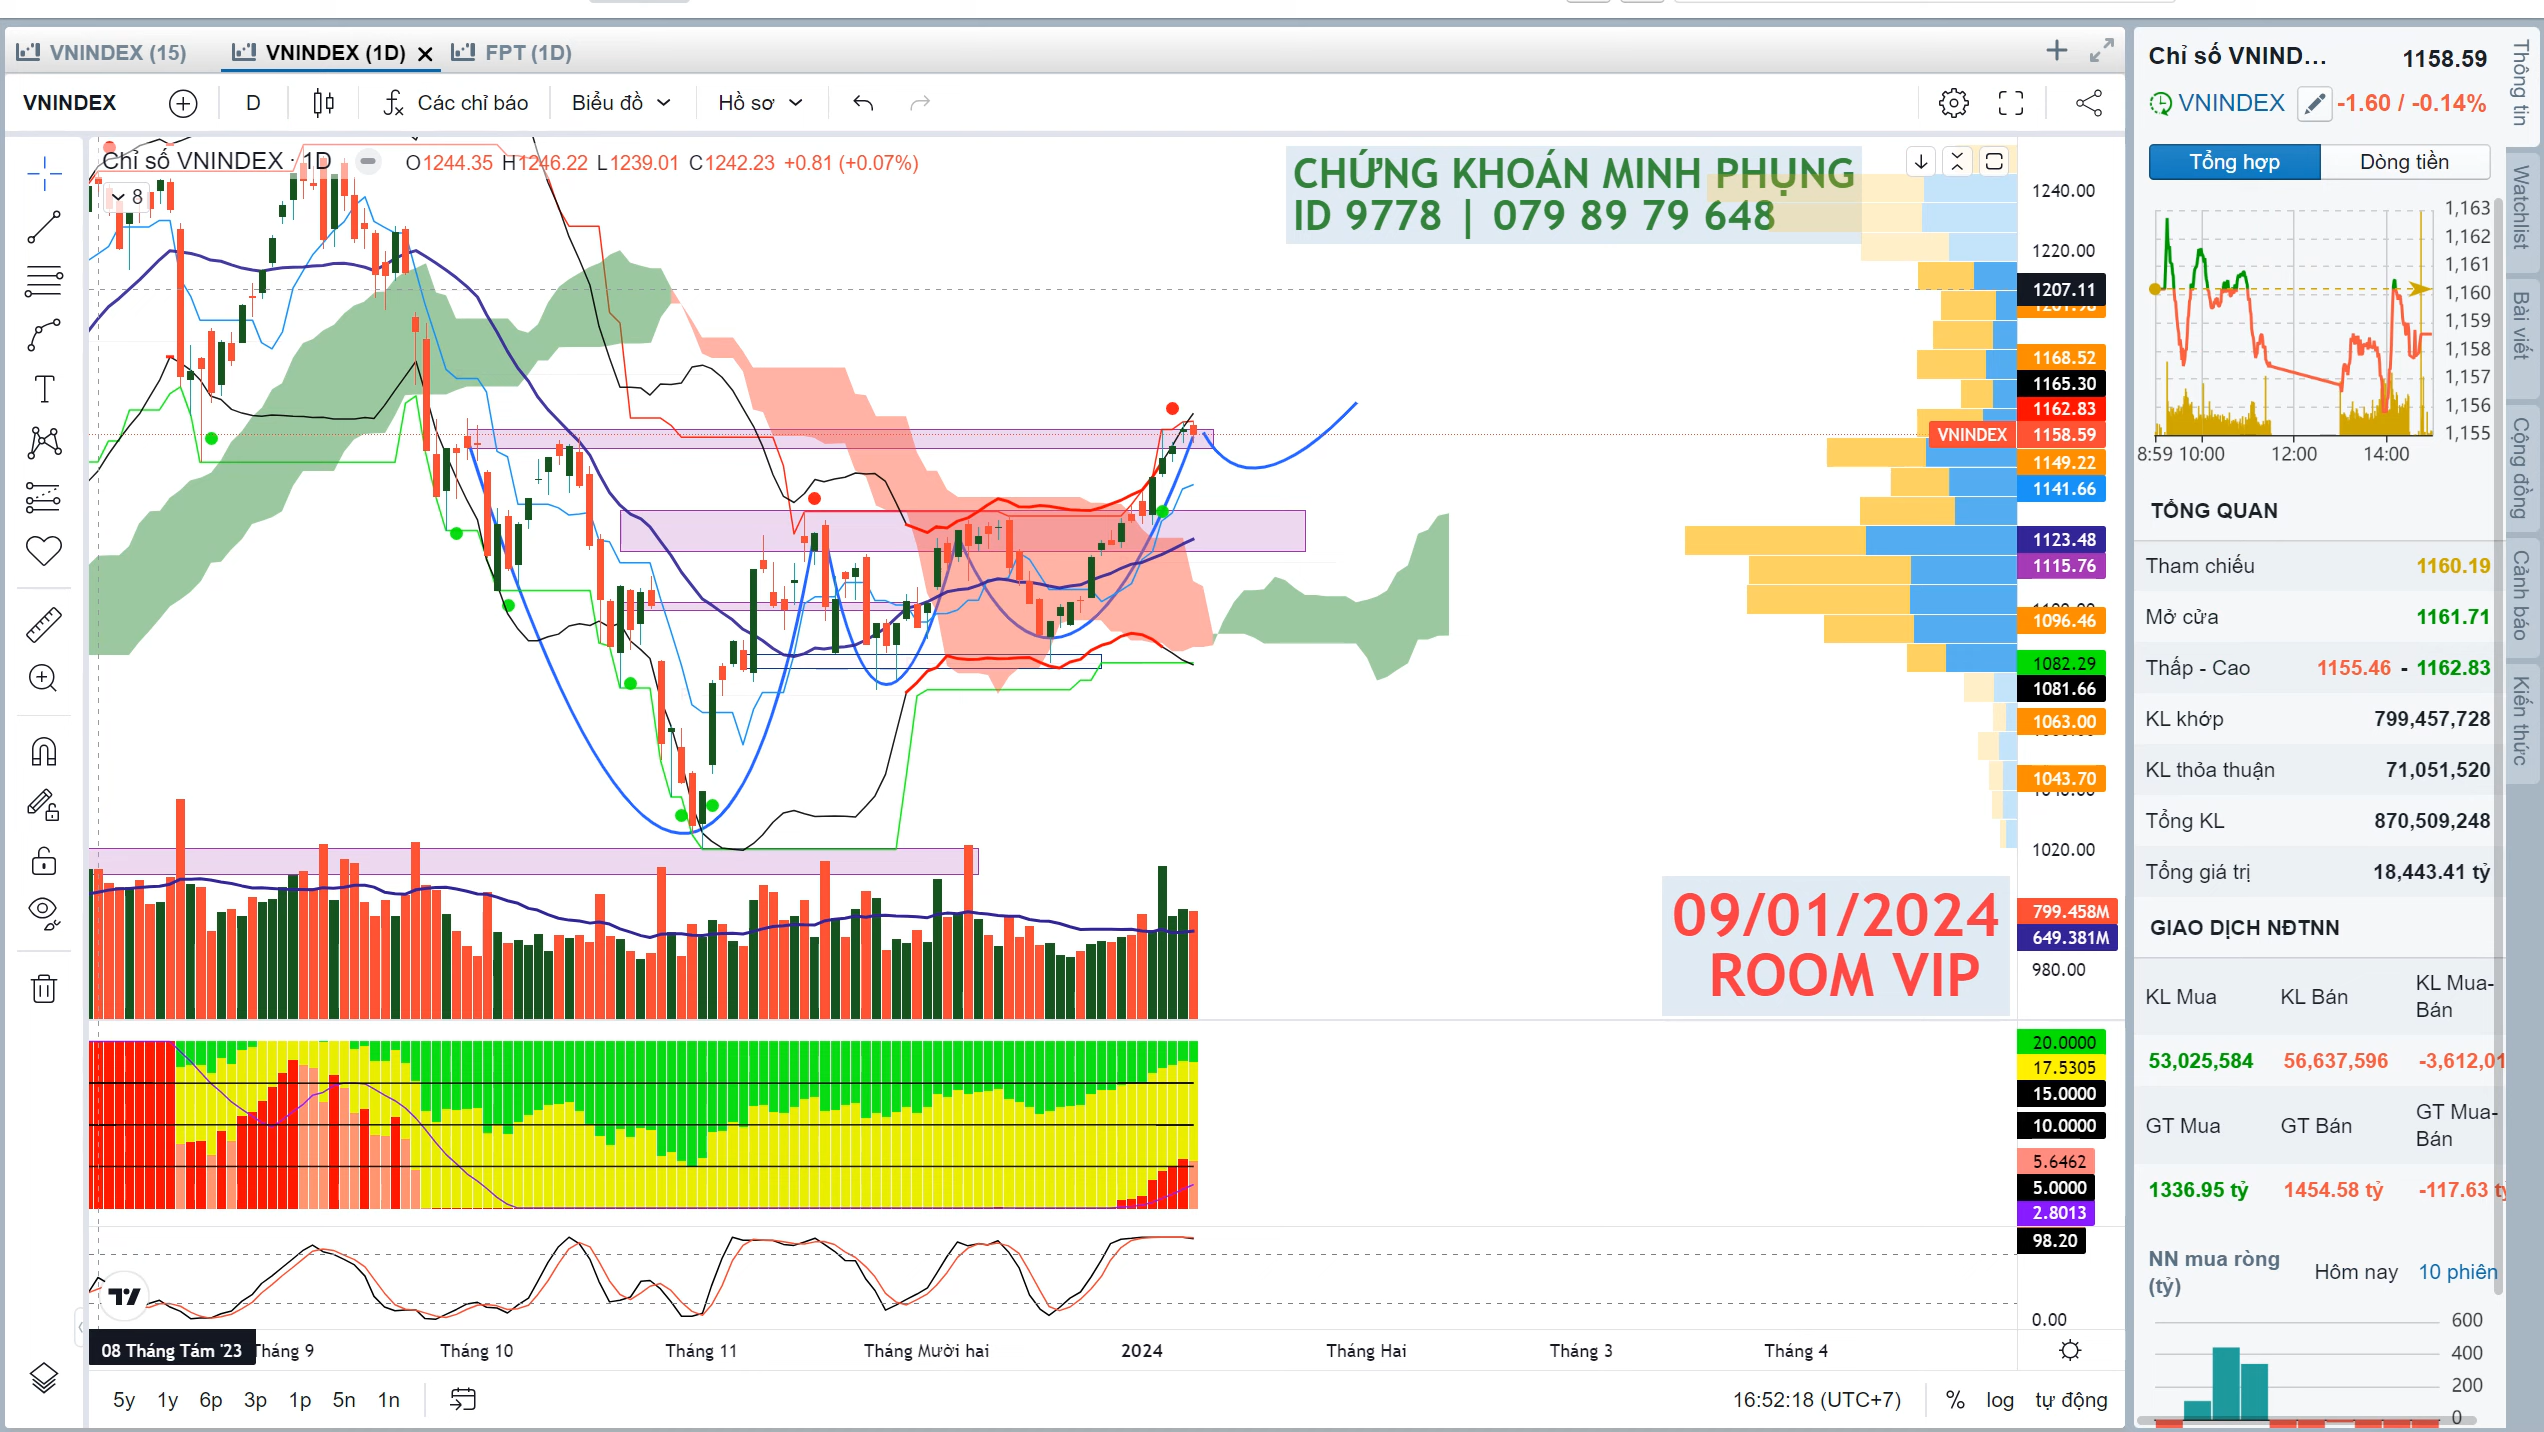 VNINDEX (15)
VNINDEX (1D)
FPT (1D)
VNINDEX
D
Các chỉ báo
Biểu đồ
Hồ sơ
Chỉ số VNINDEX · 1D
O1244.35 H1246.22 L1239.01 C1242.23 +0.81 (+0.07%)
8
CHỨNG KHOÁN MINH PHỤNG
ID 9778 | 079 89 79 648
1240.00
1220.00
1207.11
1168.52
1165.30
1162.83
VNINDEX 1158.59
1149.22
1141.66
1123.48
1115.76
1096.46
1082.29
1081.66
1063.00
1043.70
1020.00
799.458M
649.381M
980.00
09/01/2024
ROOM VIP
20.0000
17.5305
15.0000
10.0000
5.6462
5.0000
2.8013
98.20
0.00
08 Tháng Tám '23
Tháng 9
Tháng 10
Tháng 11
Tháng Mười hai
2024
Tháng Hai
Tháng 3
Tháng 4
5y 1y 6p 3p 1p 5n 1n
16:52:18 (UTC+7)
% log tự động
Chỉ số VNIND... 1158.59
VNINDEX -1.60 / -0.14%
Tổng hợp Dòng tiền
1,163
1,162
1,161
1,160
1,159
1,158
1,157
1,156
1,155
8:59 10:00 12:00 14:00
TỔNG QUAN
Tham chiếu 1160.19
Mở cửa 1161.71
Thấp - Cao 1155.46 - 1162.83
KL khớp 799,457,728
KL thỏa thuận 71,051,520
Tổng KL 870,509,248
Tổng giá trị 18,443.41 tỷ
GIAO DỊCH NĐTNN
KL Mua KL Bán KL Mua-
Bán
53,025,584 56,637,596 -3,612,01
GT Mua GT Bán GT Mua-
Bán
1336.95 tỷ 1454.58 tỷ -117.63 tỷ
NN mua ròng
(tỷ)
Hôm nay 10 phiên
600
400
200
0
Thông tin
Watchlist
Bài viết
Cộng đồng
Cảnh báo
Kiến thức